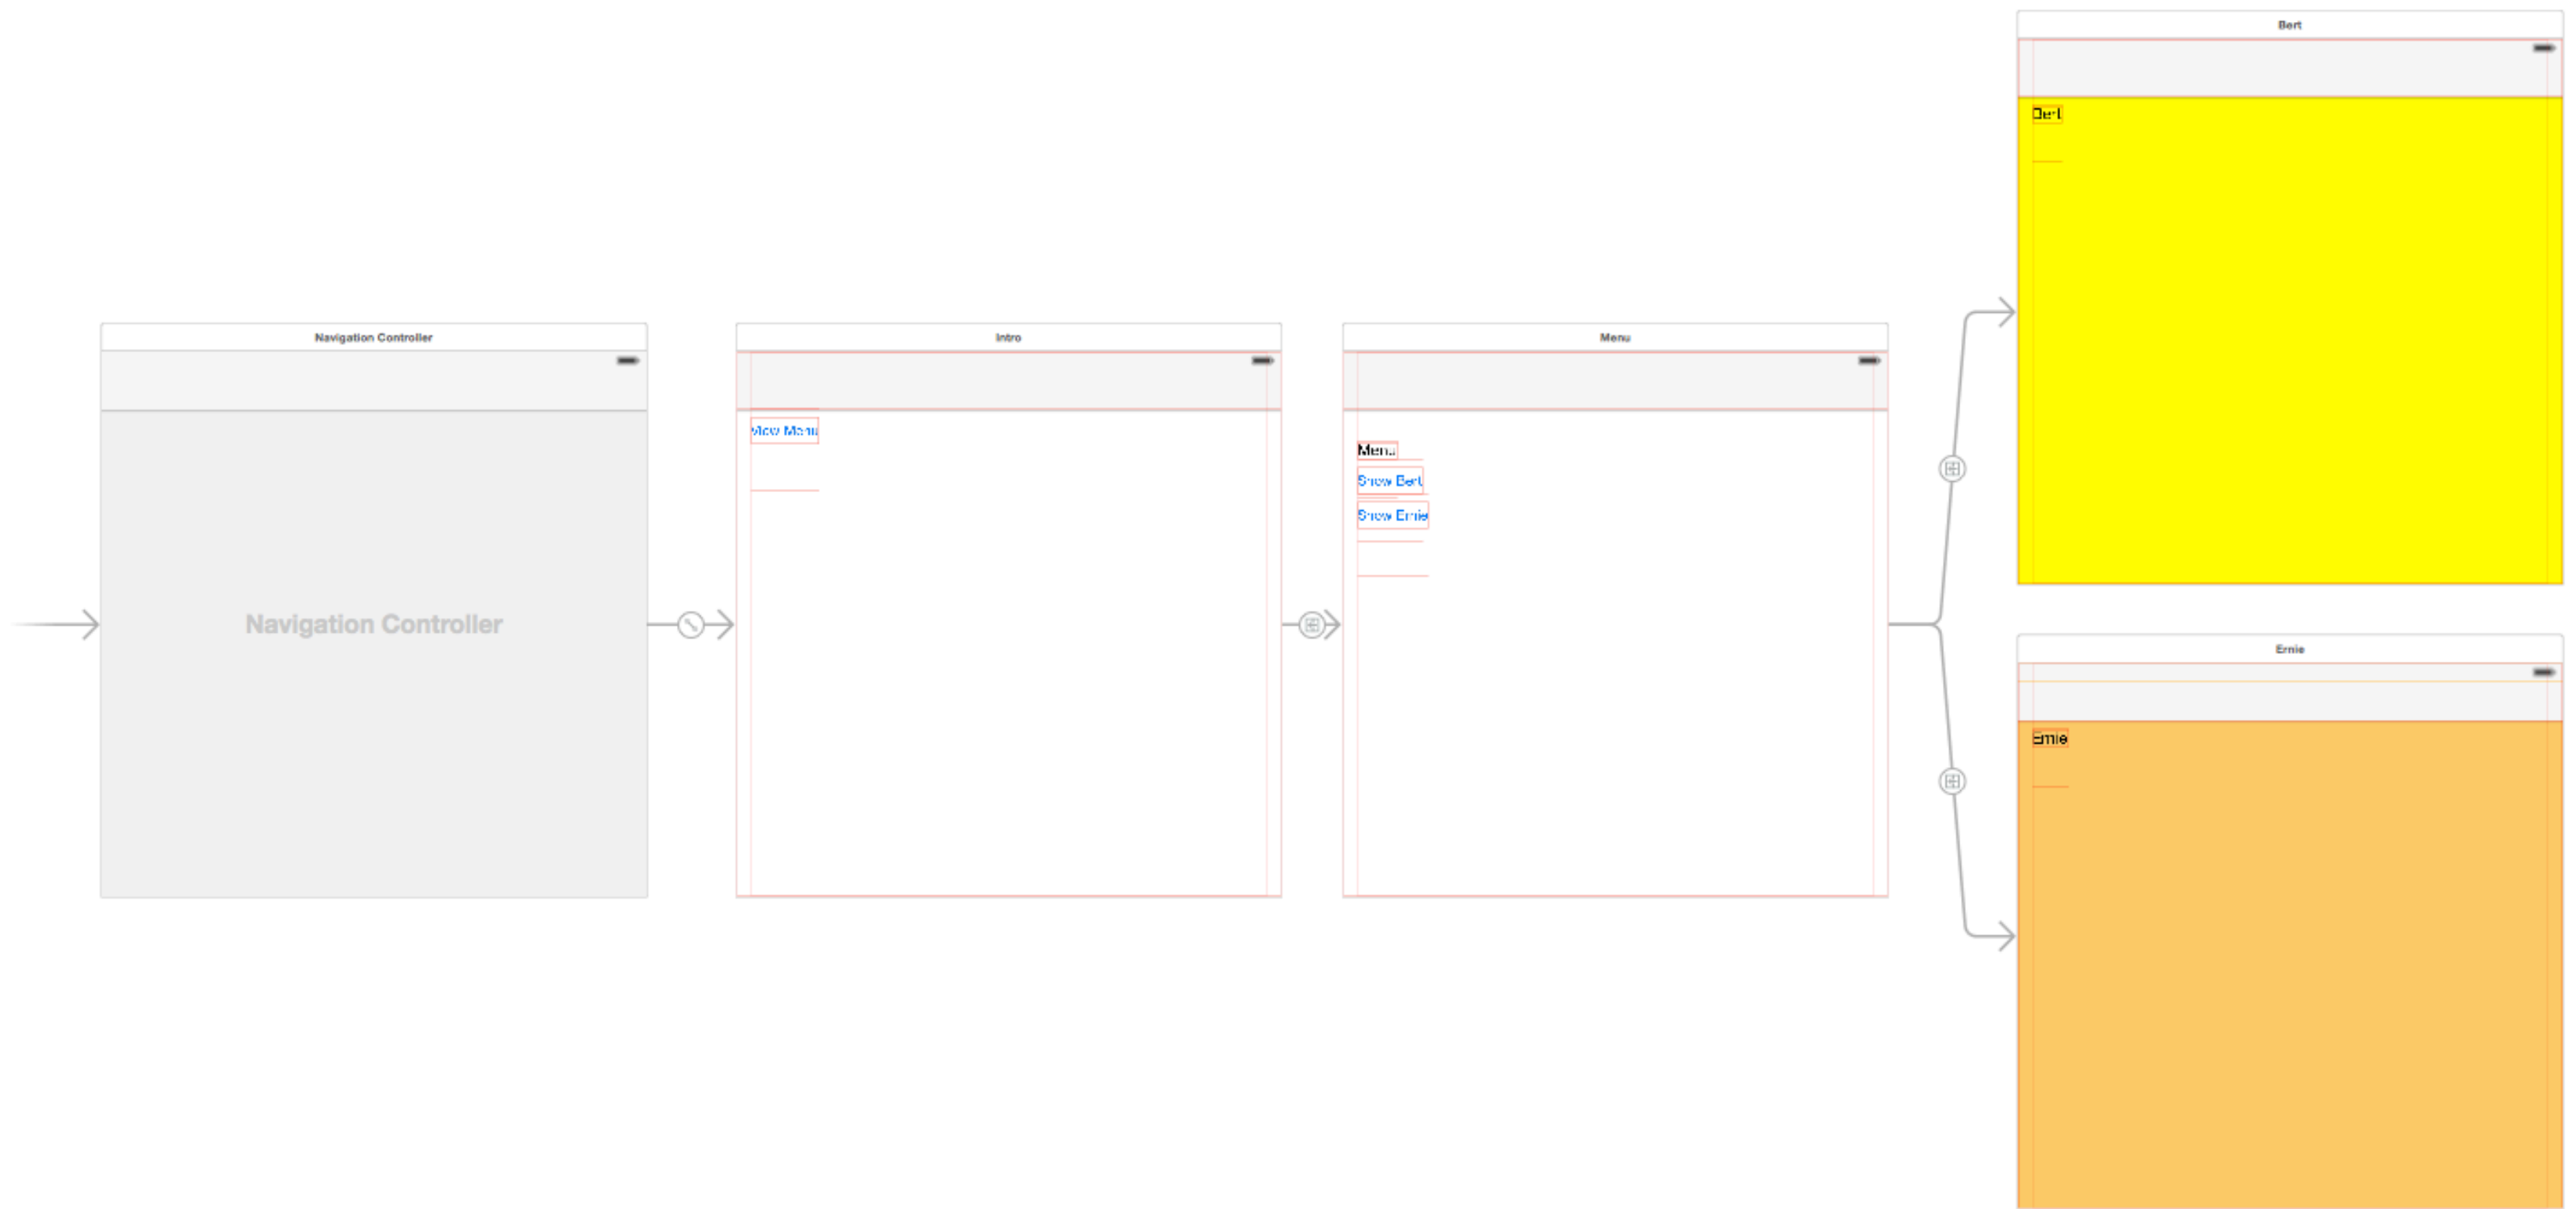 Navigation Controller
Navigation Controller
Intro
View Menu
Menu
Menu
Show Bert
Show Ernie
Bert
Bert
Ernie
Ernie